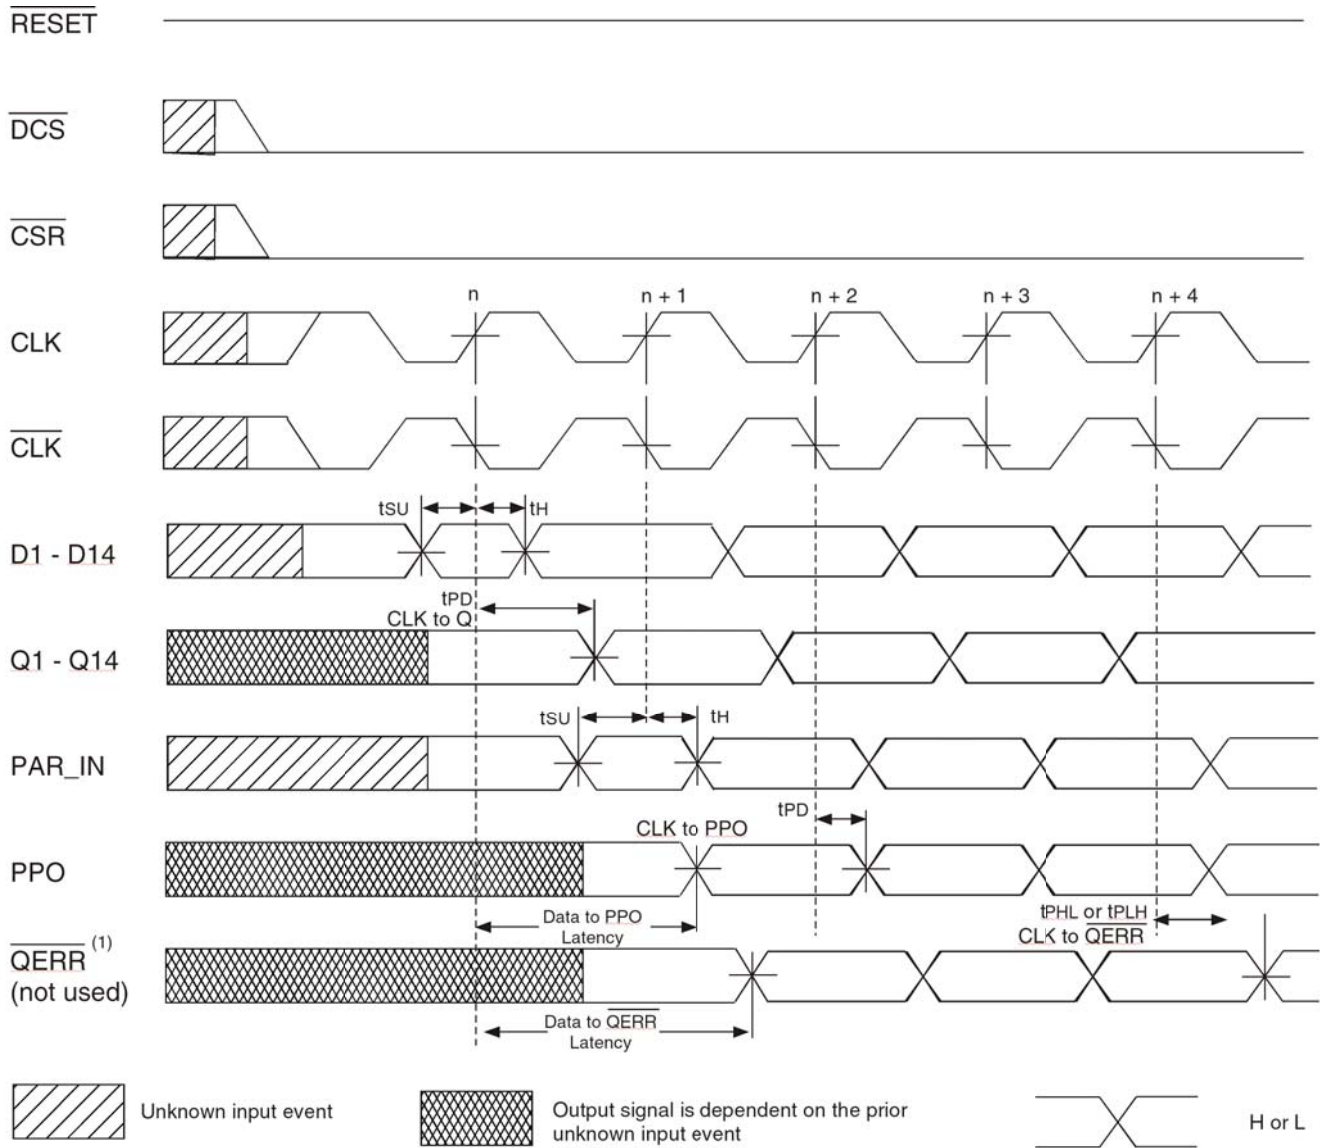 RESET
DCS
CSR
n
n + 1
n + 2
n + 3
n + 4
CLK
CLK
tSU
tH
D1 - D14
tPD
CLK to Q
Q1 - Q14
tSU
tH
PAR_IN
tPD
CLK to PPO
PPO
Data to PPO
Latency
tPHL or tPLH
CLK to QERR
QERR (1)
(not used)
Data to QERR
Latency
Unknown input event
Output signal is dependent on the prior
unknown input event
H or L